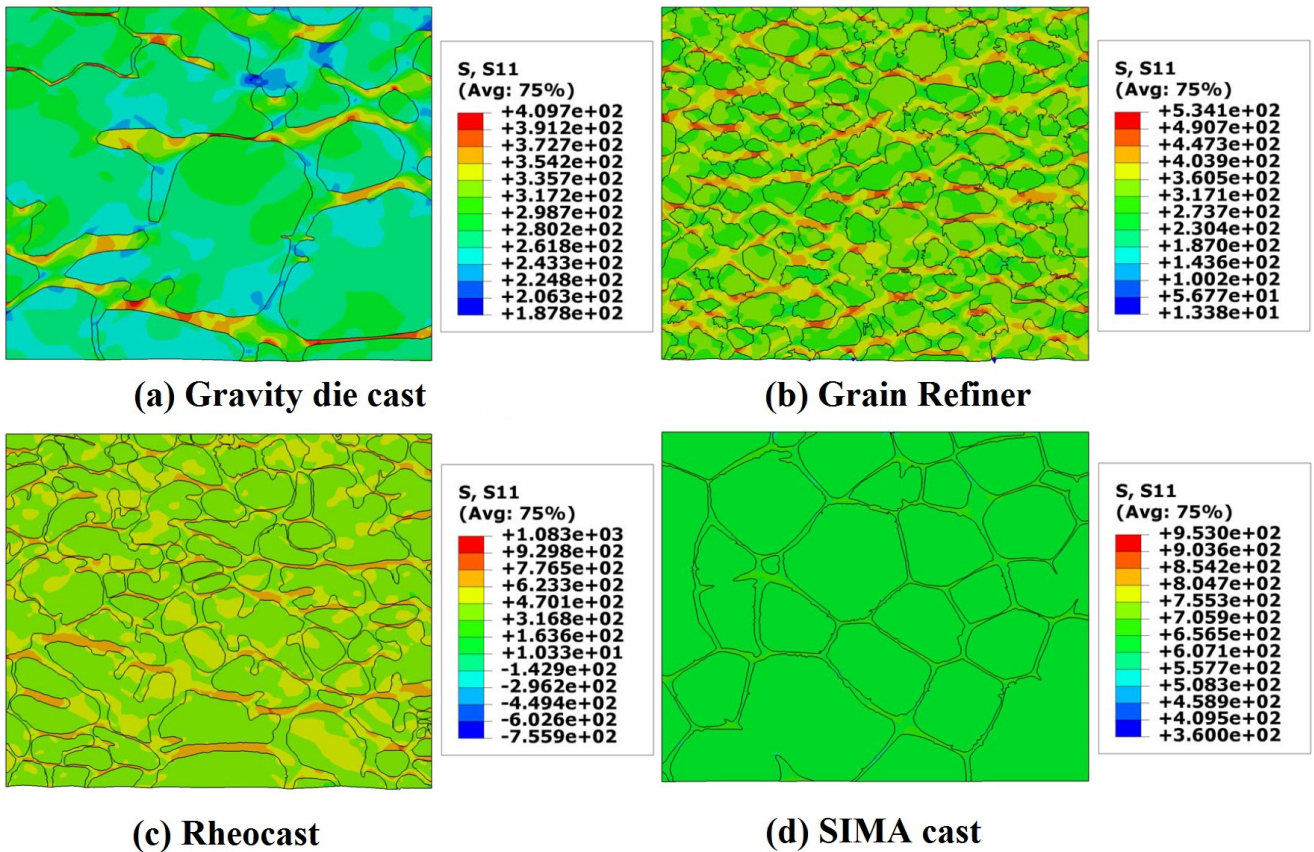 S, S11
(Avg: 75%)
+4.097e+02
+3.912e+02
+3.727e+02
+3.542e+02
+3.357e+02
+3.172e+02
+2.987e+02
+2.802e+02
+2.618e+02
+2.433e+02
+2.248e+02
+2.063e+02
+1.878e+02
(a) Gravity die cast
S, S11
(Avg: 75%)
+5.341e+02
+4.907e+02
+4.473e+02
+4.039e+02
+3.605e+02
+3.171e+02
+2.737e+02
+2.304e+02
+1.870e+02
+1.436e+02
+1.002e+02
+5.677e+01
+1.338e+01
(b) Grain Refiner
S, S11
(Avg: 75%)
+1.083e+03
+9.298e+02
+7.765e+02
+6.233e+02
+4.701e+02
+3.168e+02
+1.636e+02
+1.033e+01
-1.429e+02
-2.962e+02
-4.494e+02
-6.026e+02
-7.559e+02
(c) Rheocast
S, S11
(Avg: 75%)
+9.530e+02
+9.036e+02
+8.542e+02
+8.047e+02
+7.553e+02
+7.059e+02
+6.565e+02
+6.071e+02
+5.577e+02
+5.083e+02
+4.589e+02
+4.095e+02
+3.600e+02
(d) SIMA cast